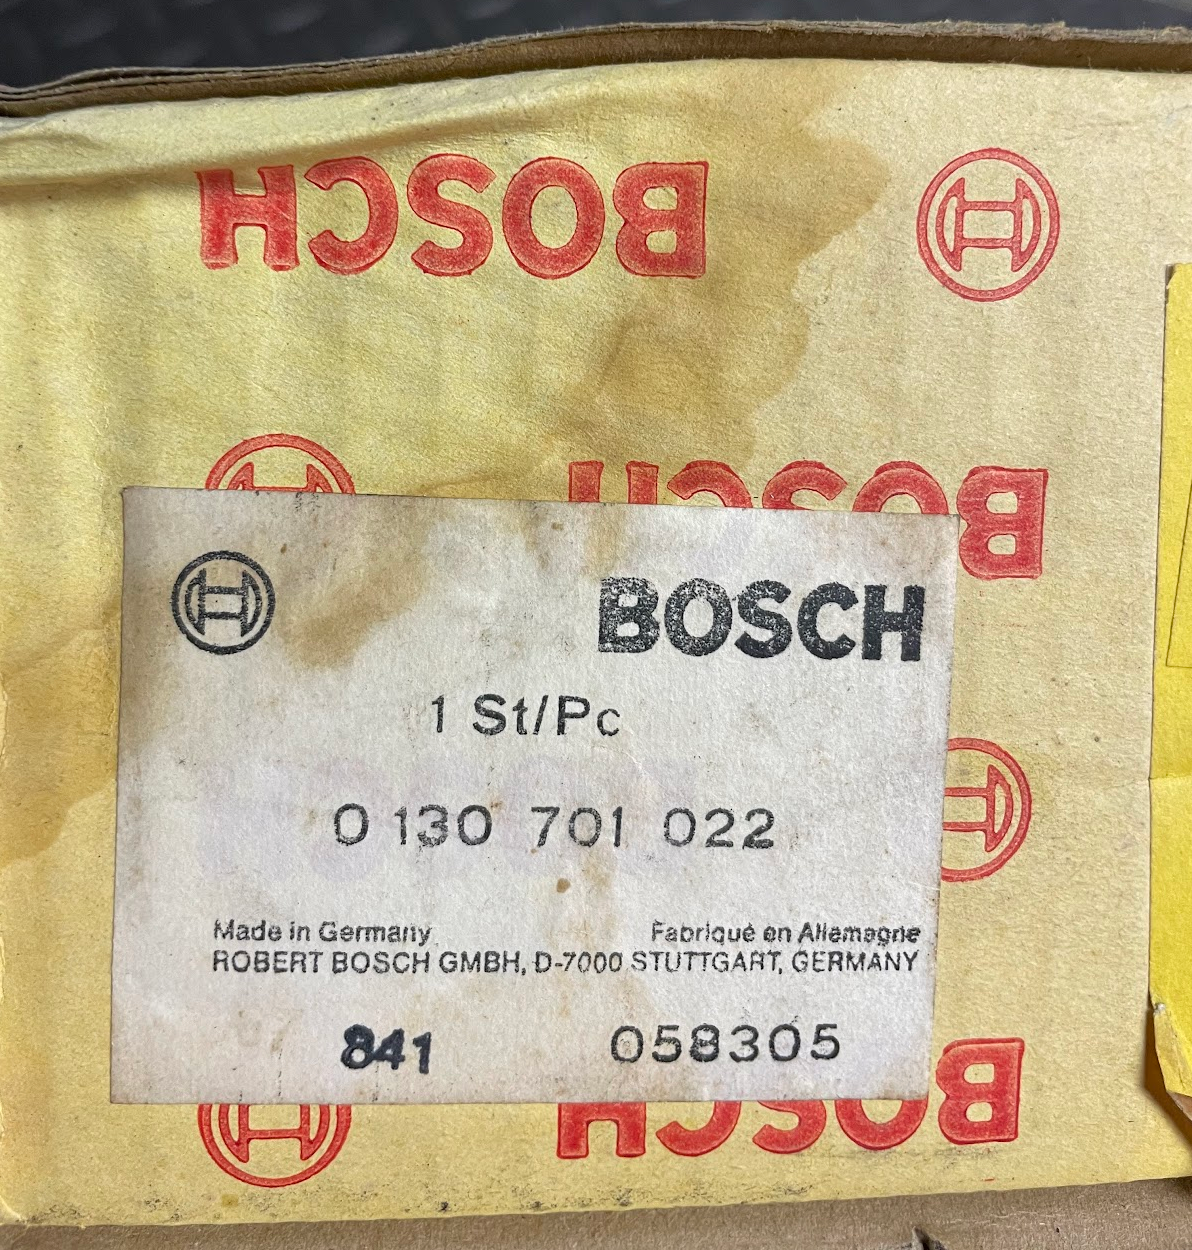 BOSCH
BOSCH
BOSCH
1 St/Pc
0 130 701 022
Made in Germany Fabriqué en Allemagne
ROBERT BOSCH GMBH, D-7000 STUTTGART, GERMANY
841 058305
BOSCH